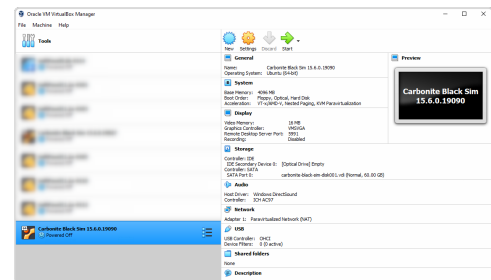 Oracle VM VirtualBox Manager
File Machine Help
Tools
New Settings Discard Start
General
Name: Carbonite Black Sim 15.6.0.19090
Operating System: Ubuntu (64-bit)
System
Base Memory: 4096 MB
Boot Order: Floppy, Optical, Hard Disk
Acceleration: VT-x/AMD-V, Nested Paging, KVM Paravirtualization
Display
Video Memory: 16 MB
Graphics Controller: VMSVGA
Remote Desktop Server Port: 5991
Recording: Disabled
Storage
Controller: IDE
IDE Secondary Device 0: [Optical Drive] Empty
Controller: SATA
SATA Port 0: carbonite-black-sim-disk001.vdi (Normal, 60.00 GB)
Audio
Host Driver: Windows DirectSound
Controller: ICH AC97
Network
Adapter 1: Paravirtualized Network (NAT)
USB
USB Controller: OHCI
Device Filters: 0 (0 active)
Shared folders
None
Description
Preview
Carbonite Black Sim
15.6.0.19090
Carbonite Black Sim 15.6.0.19090
Powered Off